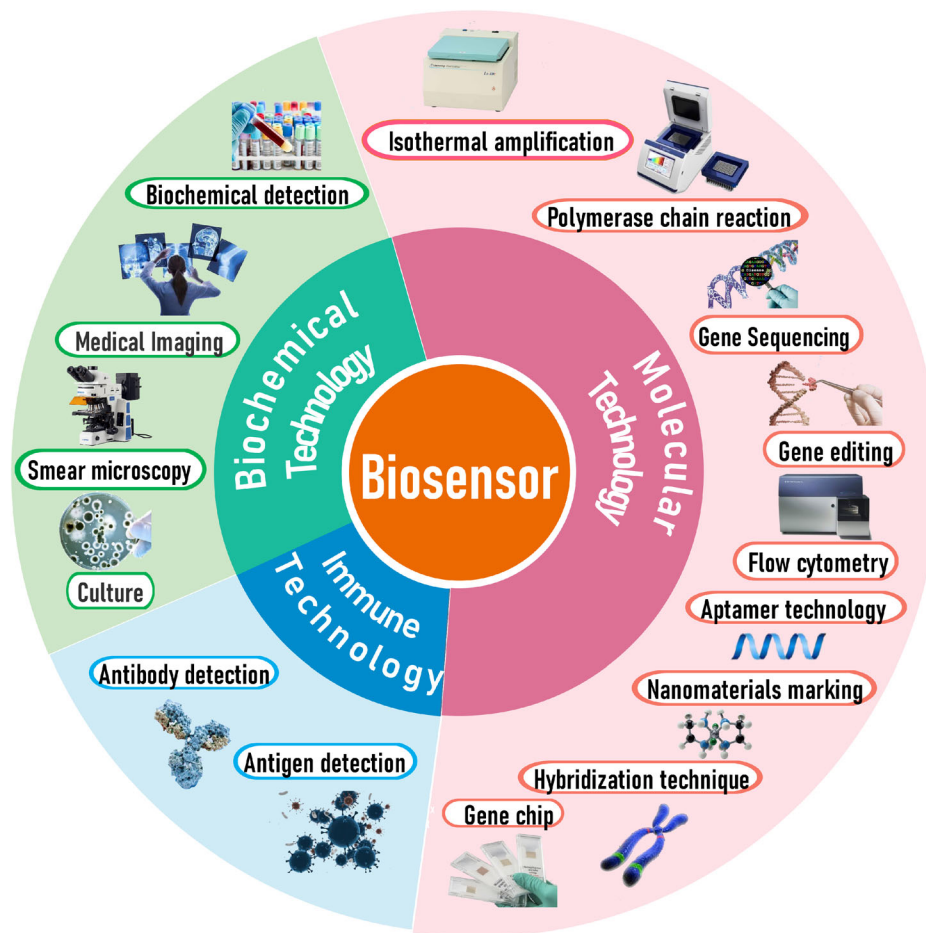 Isothermal amplification
Polymerase chain reaction
Gene Sequencing
Gene editing
Flow cytometry
Aptamer technology
Nanomaterials marking
Hybridization technique
Gene chip
Biochemical detection
Medical Imaging
Smear microscopy
Culture
Antibody detection
Antigen detection
Biochemical
Technology
Molecular
Technology
Immune
Technology
Biosensor